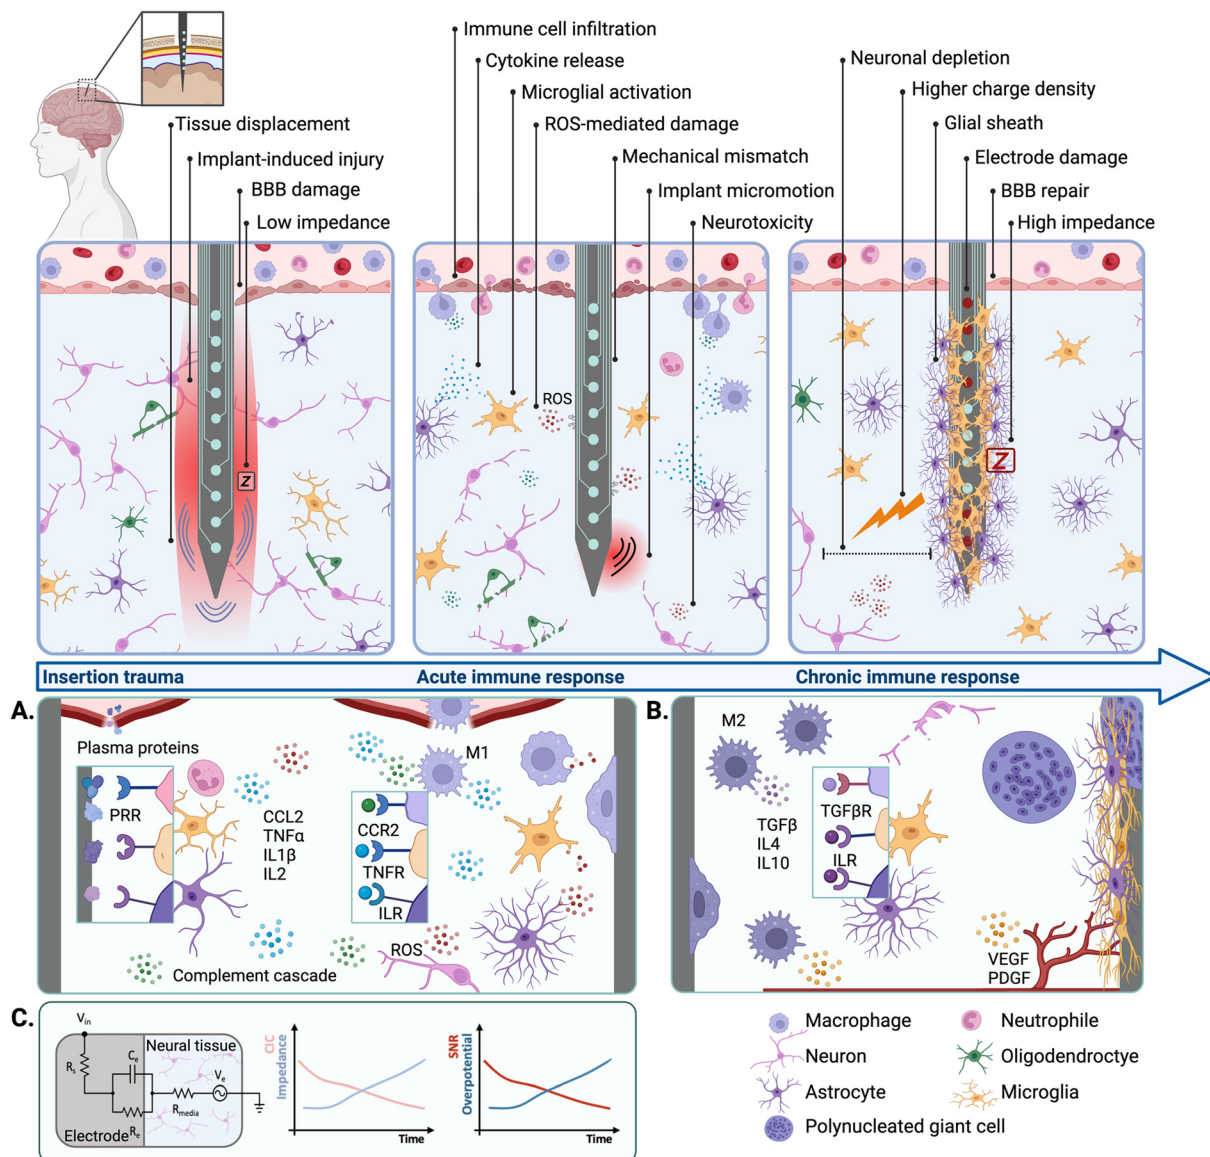 Tissue displacement
Implant-induced injury
BBB damage
Low impedance
Immune cell infiltration
Cytokine release
Microglial activation
ROS-mediated damage
Mechanical mismatch
Implant micromotion
Neurotoxicity
Neuronal depletion
Higher charge density
Glial sheath
Electrode damage
BBB repair
High impedance
Z
ROS
Z
Insertion trauma
Acute immune response
Chronic immune response
A.
Plasma proteins
PRR
CCL2
TNFα
IL1β
IL2
M1
CCR2
TNFR
ILR
ROS
Complement cascade
B.
M2
TGFβ
IL4
IL10
TGFβR
ILR
VEGF
PDGF
C.
Vin
Rs
Ce
Re
Electrode
Neural tissue
Ve
Rmedia
CIC
Impedance
Time
SNR
Overpotential
Time
Macrophage
Neutrophile
Neuron
Oligodendroctye
Astrocyte
Microglia
Polynucleated giant cell